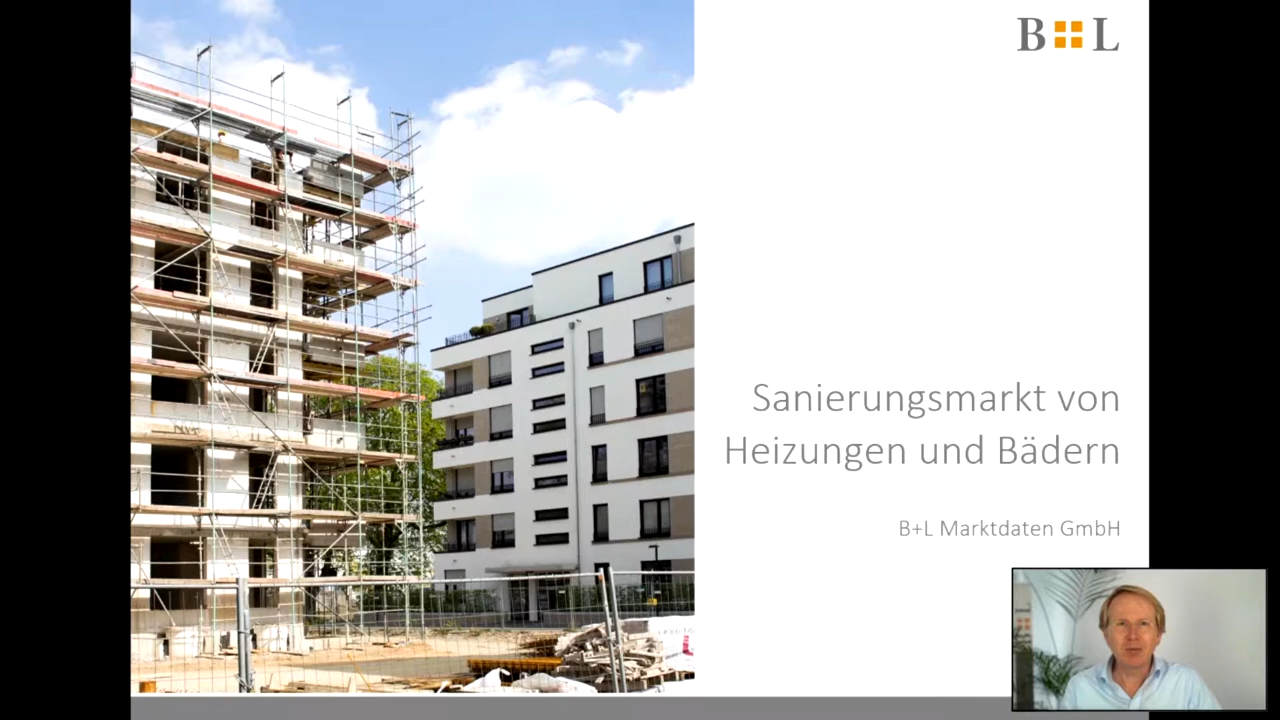 B L
Sanierungsmarkt von
Heizungen und Bädern
B+L Marktdaten GmbH